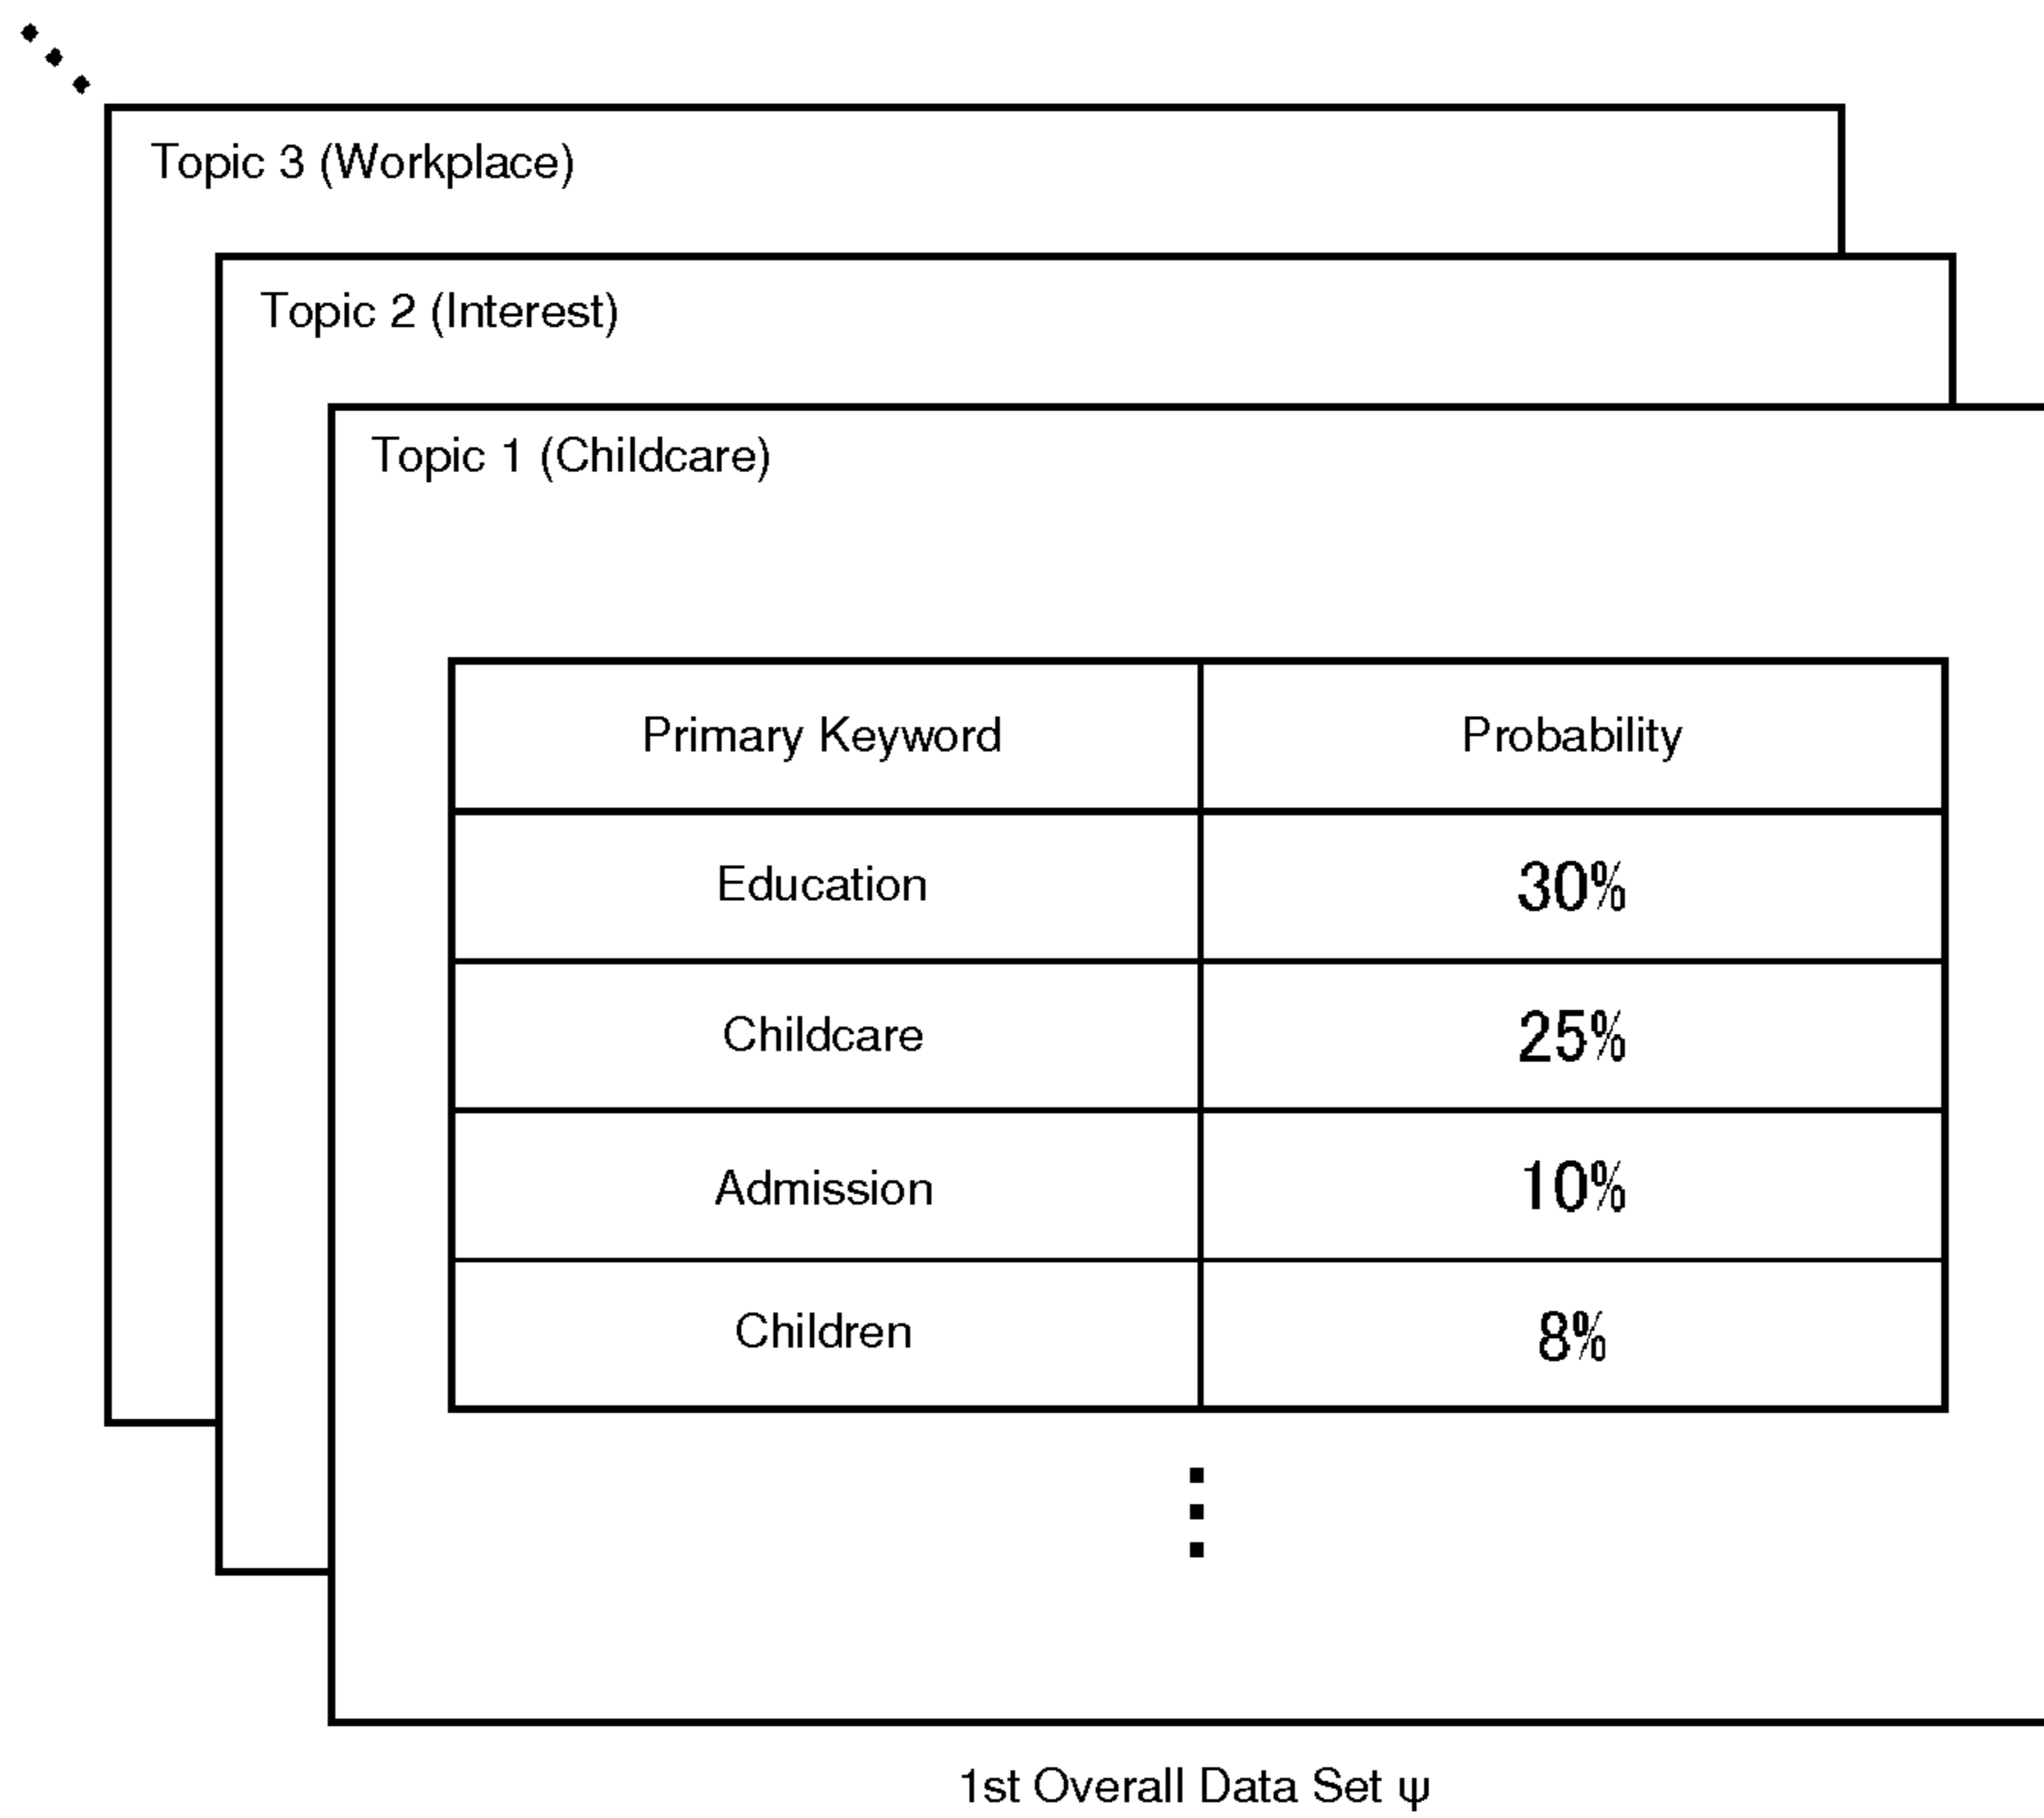 Topic 3 (Workplace)
Topic 2 (Interest)
Topic 1 (Childcare)
Primary Keyword Probability
Education 30%
Childcare 25%
Admission 10%
Children 8%
1st Overall Data Set ψ